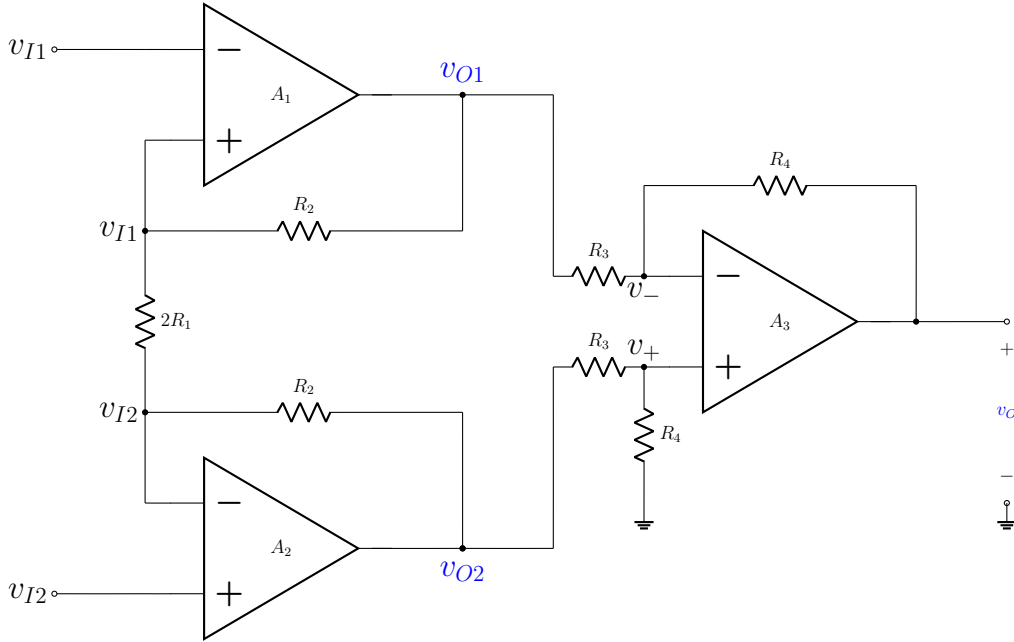 v_{I1}
−
A_1
+
v_{O1}
R_2
v_{I1}
2R_1
R_4
R_3
v_−
−
A_3
+
R_3
v_+
R_4
+
v_O
−
v_{I2}
R_2
−
A_2
+
v_{I2}
v_{O2}